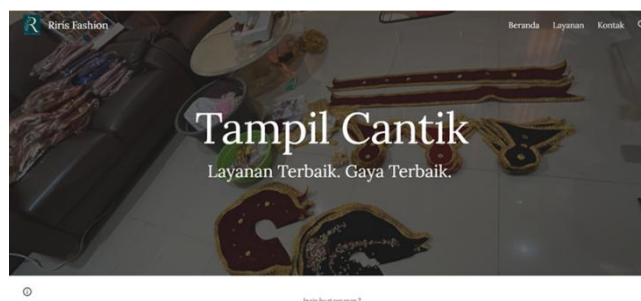 Riris Fashion
Beranda Layanan Kontak
Tampil Cantik
Layanan Terbaik. Gaya Terbaik.